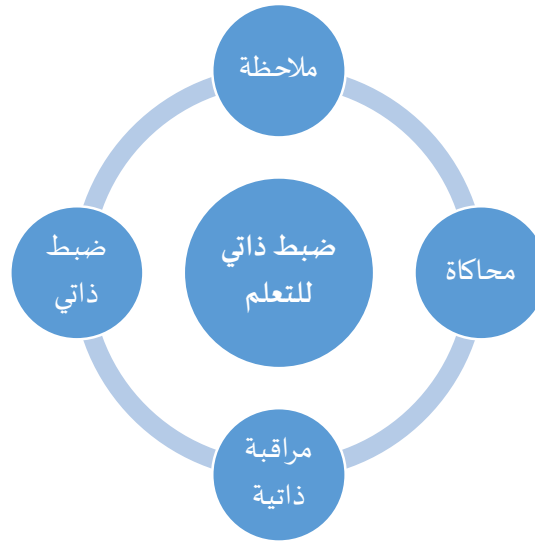 ملاحظة
ضبط ذاتي
للتعلم
محاكاة
ضبط
ذاتي
مراقبة
ذاتية